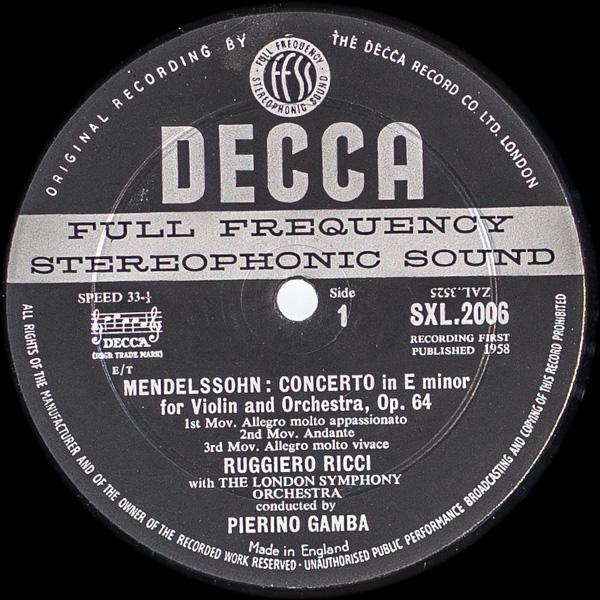 ORIGINAL RECORDING BY THE DECCA RECORD CO. LTD. LONDON
FULL FREQUENCY
FFSS
STEREOPHONIC SOUND
DECCA
FULL FREQUENCY
STEREOPHONIC SOUND
SPEED 33-⅓
Side
1
ZAL.3525
SXL.2006
DECCA
(REGD. TRADE MARK)
RECORDING FIRST
PUBLISHED 1958
E/T
MENDELSSOHN: CONCERTO in E minor
for Violin and Orchestra, Op. 64
1st Mov. Allegro molto appassionato
2nd Mov. Andante
3rd Mov. Allegro molto vivace
RUGGIERO RICCI
with THE LONDON SYMPHONY
ORCHESTRA
conducted by
PIERINO GAMBA
Made in England
ALL RIGHTS OF THE MANUFACTURER AND OF THE OWNER OF THE RECORDED WORK RESERVED · UNAUTHORISED PUBLIC PERFORMANCE BROADCASTING AND COPYING OF THIS RECORD PROHIBITED